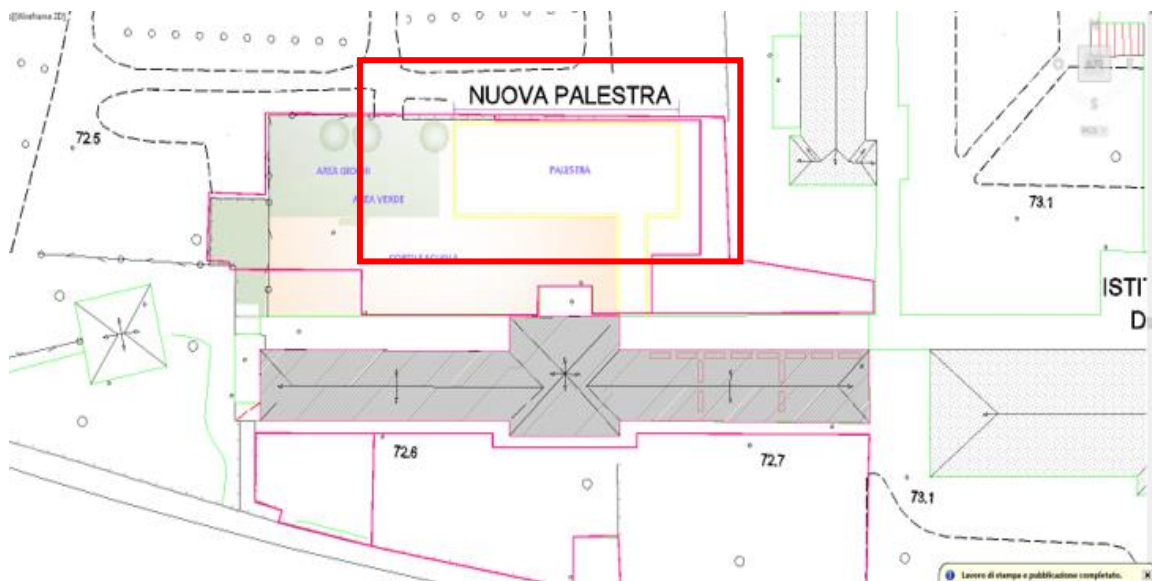 NUOVA PALESTRA
72.5
PALESTRA
AREA VERDE
73.1
N
S
ISTI
D
72.6
72.7
73.1
Lavoro di stampa e pubblicazione completato.